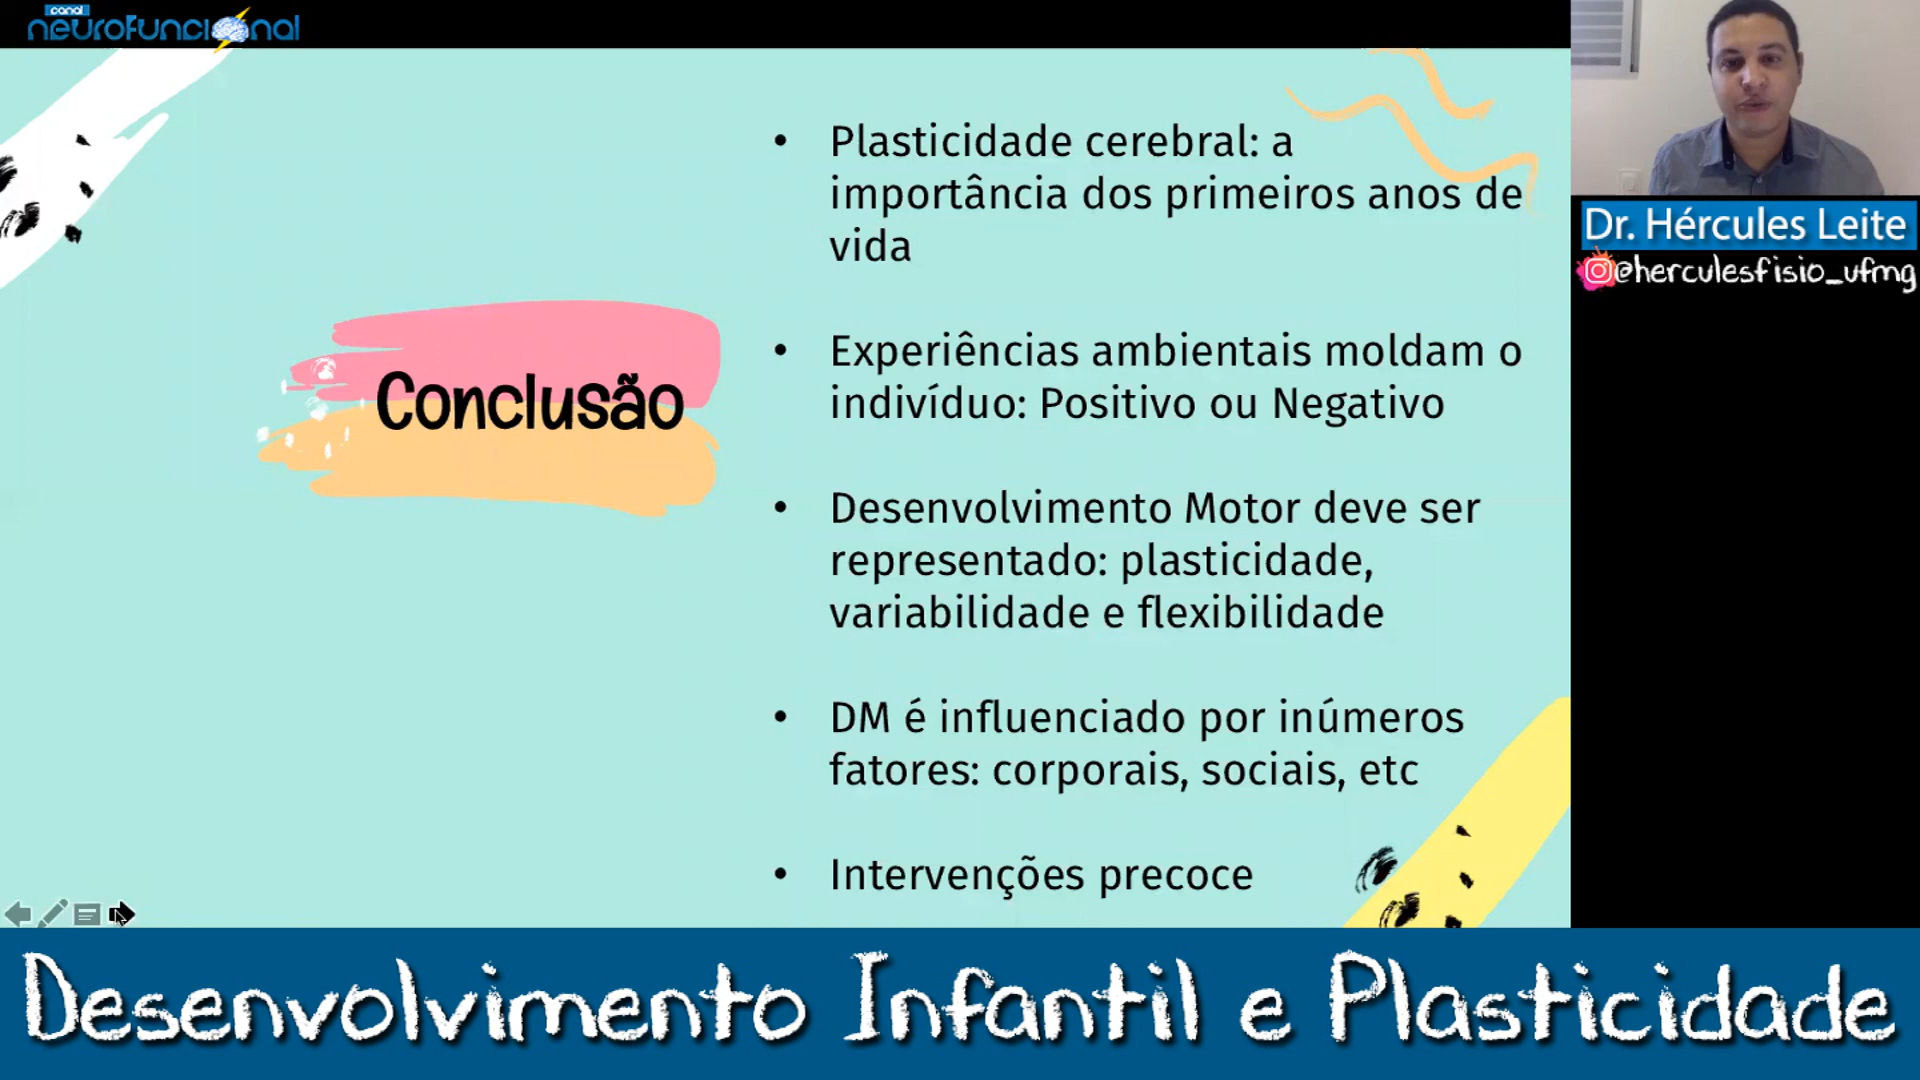 canal
neurofuncional
Plasticidade cerebral: a
importância dos primeiros anos de
vida
Experiências ambientais moldam o
indivíduo: Positivo ou Negativo
Conclusão
Desenvolvimento Motor deve ser
representado: plasticidade,
variabilidade e flexibilidade
DM é influenciado por inúmeros
fatores: corporais, sociais, etc
Intervenções precoce
Dr. Hércules Leite
@herculesfisio_ufmg
Desenvolvimento Infantil e Plasticidade